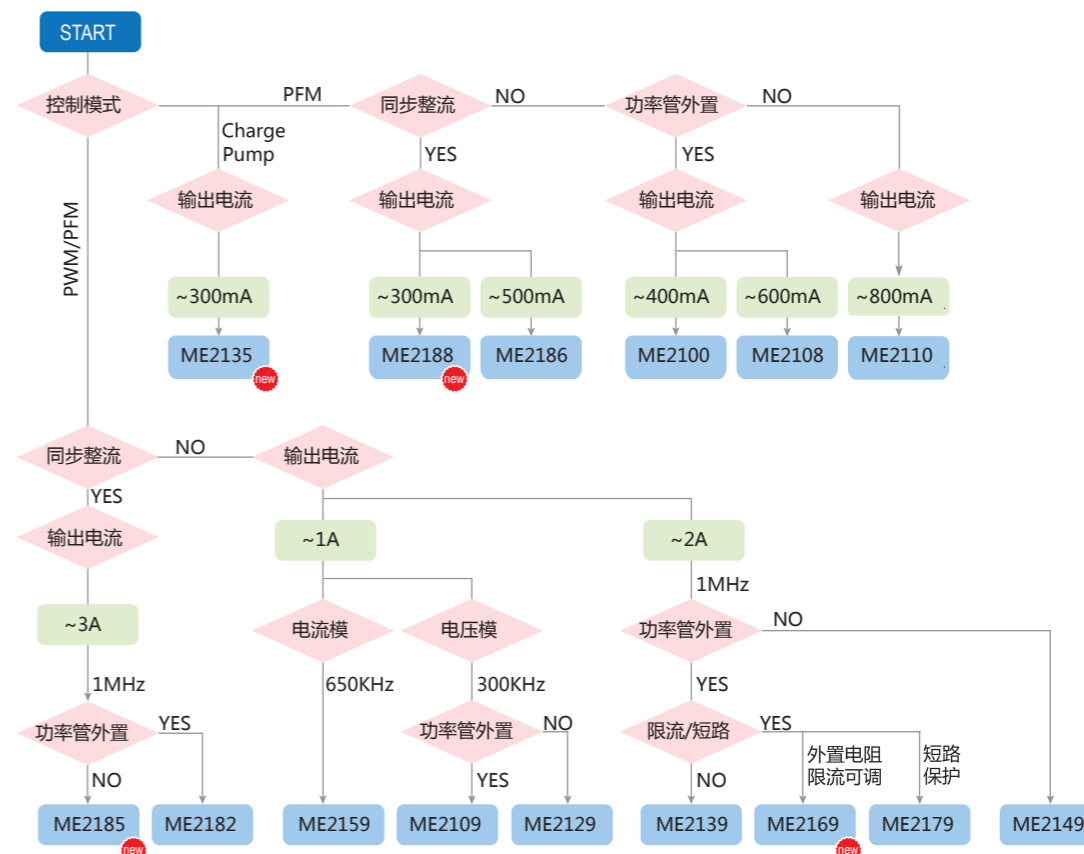 START
控制模式
PFM
同步整流
NO
功率管外置
NO
Charge
Pump
YES
YES
输出电流
输出电流
输出电流
输出电流
PWM/PFM
~300mA
~300mA
~500mA
~400mA
~600mA
~800mA
ME2135
ME2188
ME2186
ME2100
ME2108
ME2110
new
new
同步整流
NO
输出电流
YES
输出电流
~1A
~2A
1MHz
~3A
电流模
电压模
功率管外置
NO
1MHz
650KHz
300KHz
YES
功率管外置
YES
功率管外置
NO
限流/短路
YES
外置电阻
限流可调
短路
保护
NO
YES
NO
ME2185
ME2182
ME2159
ME2109
ME2129
ME2139
ME2169
ME2179
ME2149
new
new